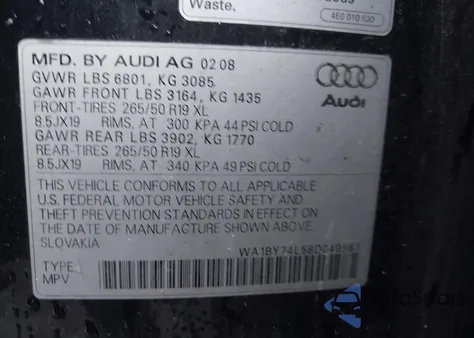 Waste.
4E0 010 530
MFD. BY AUDI AG 02 08
GVWR LBS 6801, KG 3085
GAWR FRONT LBS 3164, KG 1435
FRONT-TIRES 265/50 R19 XL
8.5JX19 RIMS, AT 300 KPA 44 PSI COLD
GAWR REAR LBS 3902, KG 1770
REAR-TIRES 265/50 R19 XL
8.5JX19 RIMS, AT 340 KPA 49 PSI COLD
Audi
THIS VEHICLE CONFORMS TO ALL APPLICABLE
U.S. FEDERAL MOTOR VEHICLE SAFETY AND
THEFT PREVENTION STANDARDS IN EFFECT ON
THE DATE OF MANUFACTURE SHOWN ABOVE
SLOVAKIA
TYPE:
MPV